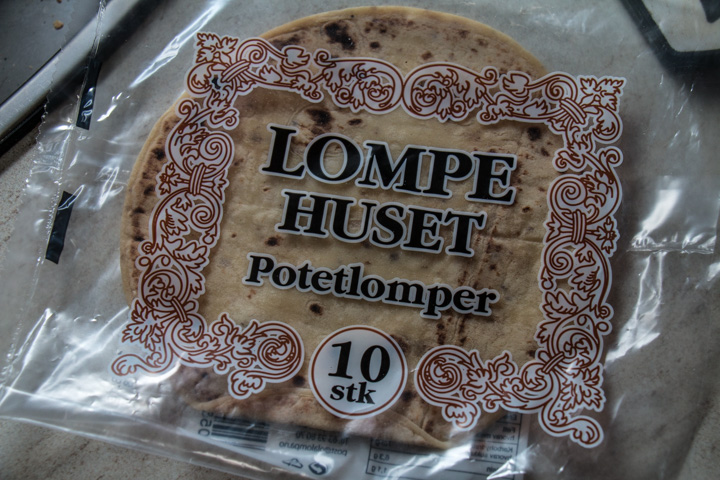 LOMPE
HUSET
Potetlomper
10
stk